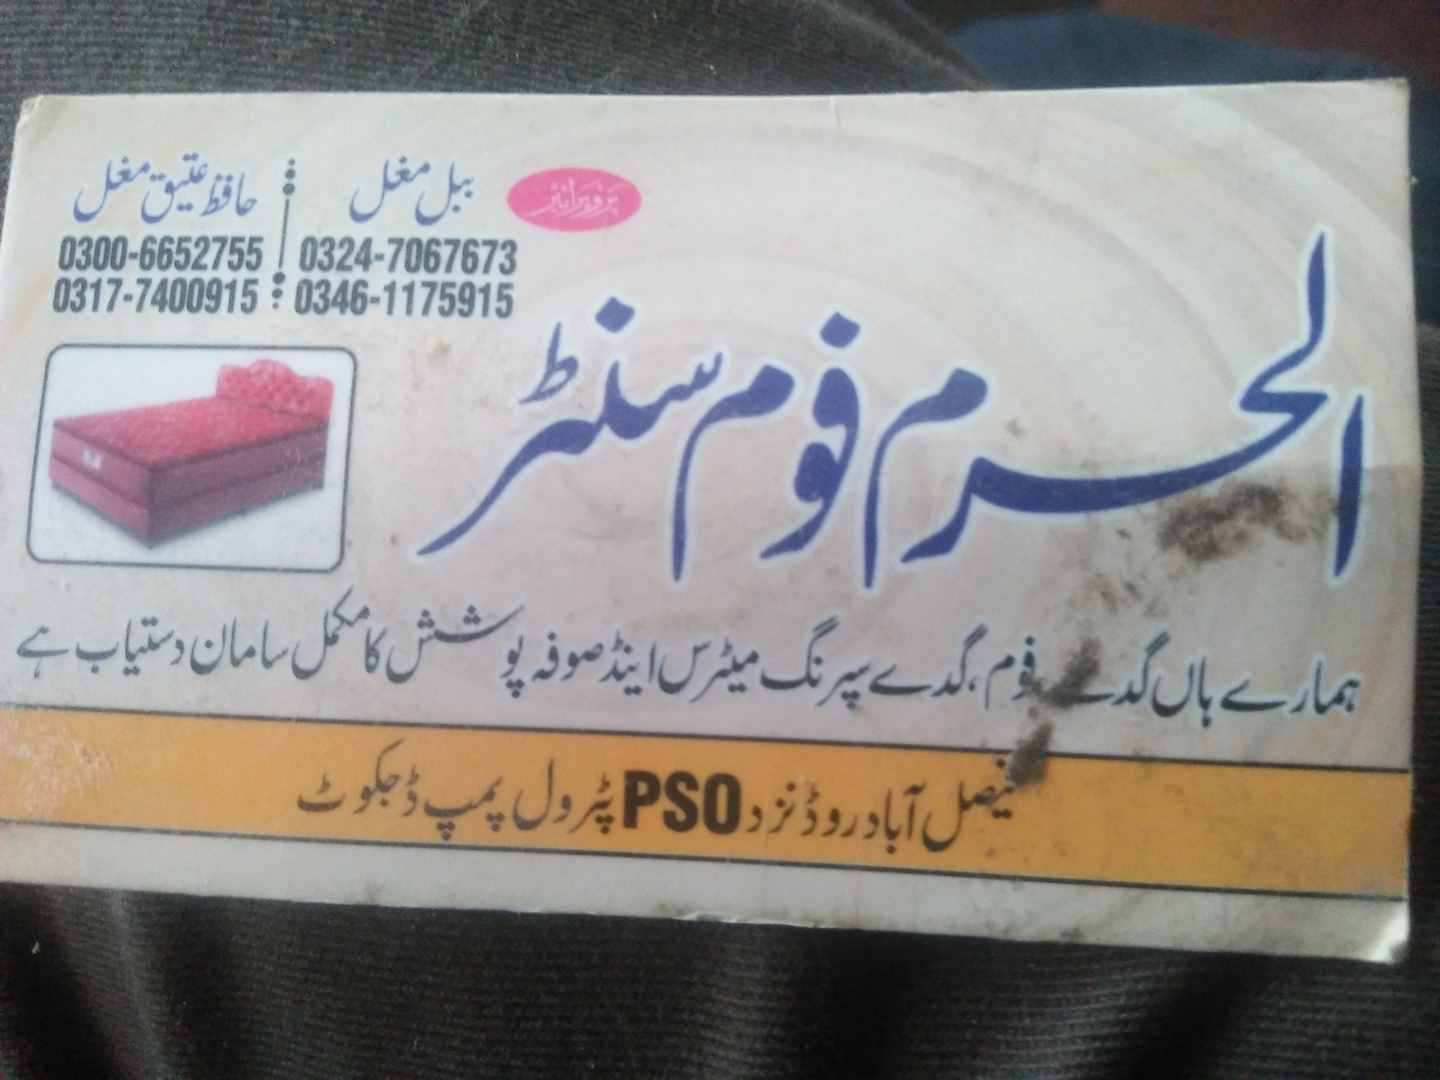 پروپرائیٹر
ببل مغل
0324-7067673
0346-1175915
حافظ عتیق مغل
0300-6652755
0317-7400915
الحرم فوم سنٹر
ہمارے ہاں گدے فوم، گدے سپرنگ میٹرس اینڈ صوفہ پوشش کا مکمل سامان دستیاب ہے
فیصل آباد روڈ نزد PSO پٹرول پمپ ڈجکوٹ